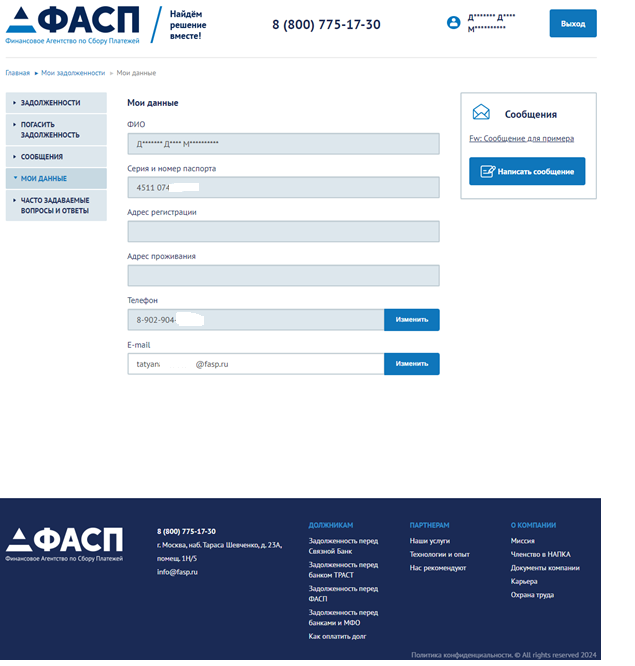 ФАСП
Финансовое Агентство по Сбору Платежей
Найдём
решение
вместе!
8 (800) 775-17-30
Д******* Д****
М**********
Выход
Главная ▸ Мои задолженности ▸ Мои данные
ЗАДОЛЖЕННОСТИ
ПОГАСИТЬ
ЗАДОЛЖЕННОСТЬ
СООБЩЕНИЯ
МОИ ДАННЫЕ
ЧАСТО ЗАДАВАЕМЫЕ
ВОПРОСЫ И ОТВЕТЫ
Мои данные
ФИО
Д******* Д**** М**********
Серия и номер паспорта
4511 074
Адрес регистрации
Адрес проживания
Телефон
8-902-904-
Изменить
E-mail
tatyan @fasp.ru
Изменить
Сообщения
Fw: Сообщение для примера
Написать сообщение
ФАСП
Финансовое Агентство по Сбору Платежей
8 (800) 775-17-30
г. Москва, наб. Тараса Шевченко, д. 23А,
помещ. 1Н/5
info@fasp.ru
ДОЛЖНИКАМ
Задолженность перед
Связной Банк
Задолженность перед
банком ТРАСТ
Задолженность перед
ФАСП
Задолженность перед
банками и МФО
Как оплатить долг
ПАРТНЕРАМ
Наши услуги
Технологии и опыт
Нас рекомендуют
О КОМПАНИИ
Миссия
Членство в НАПКА
Документы компании
Карьера
Охрана труда
Политика конфиденциальности. © All rights reserved 2024